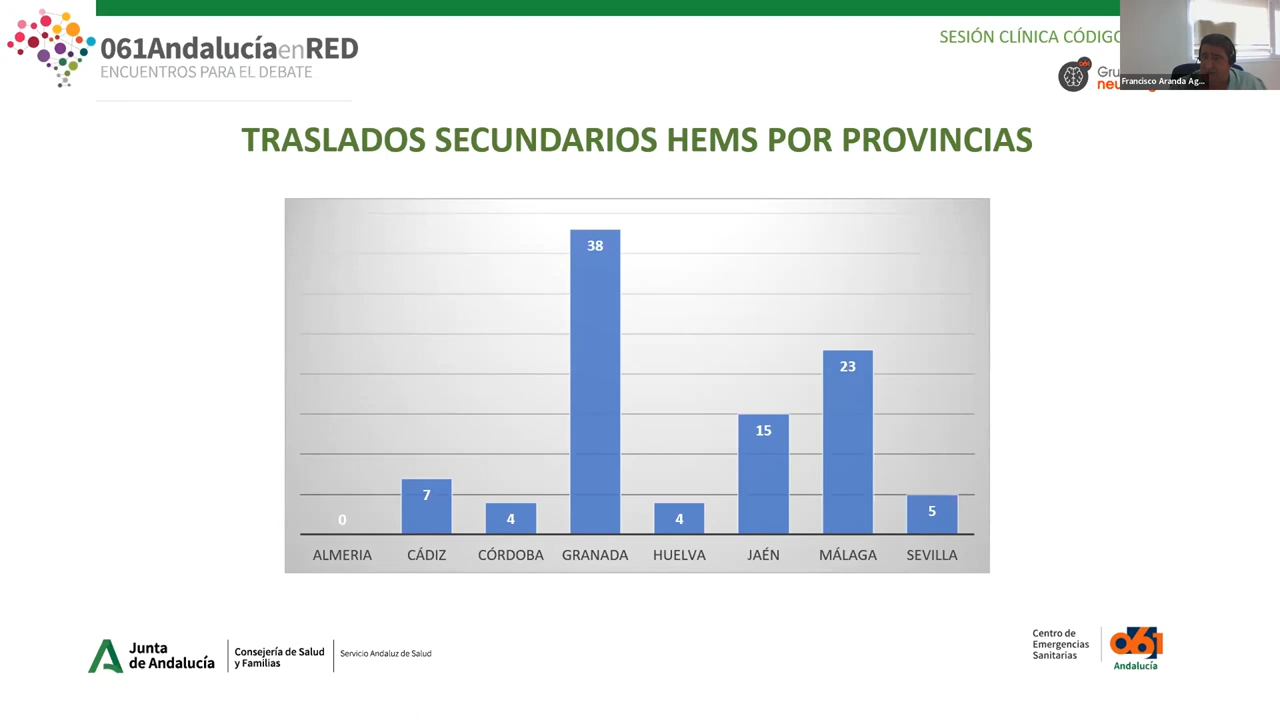 061AndalucíaenRED
ENCUENTROS PARA EL DEBATE
SESIÓN CLÍNICA CÓDIGO
Francisco Aranda Ag...
TRASLADOS SECUNDARIOS HEMS POR PROVINCIAS
38
23
15
7
5
4
4
0
ALMERIA CÁDIZ CÓRDOBA GRANADA HUELVA JAÉN MÁLAGA SEVILLA
Junta
de Andalucía
Consejería de Salud
y Familias
Servicio Andaluz de Salud
Centro de
Emergencias
Sanitarias
061
Andalucía